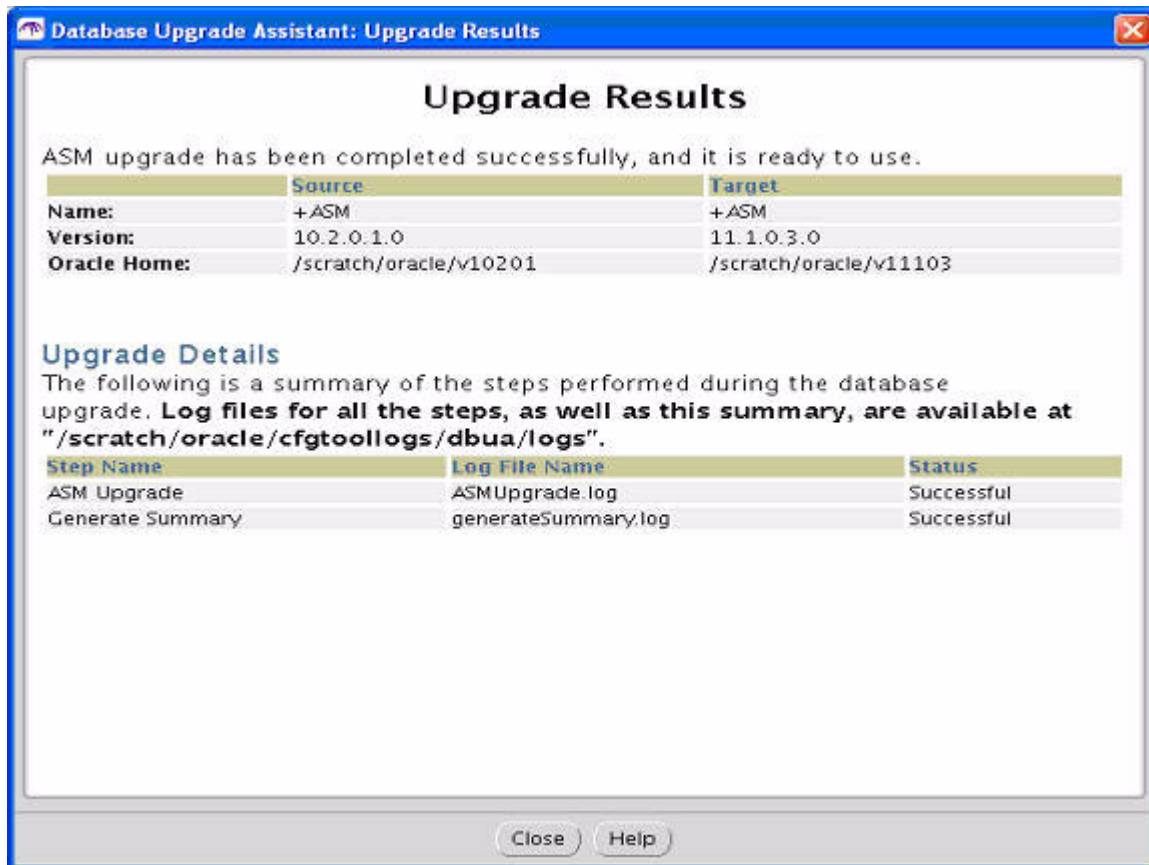 Database Upgrade Assistant: Upgrade Results
Upgrade Results
ASM upgrade has been completed successfully, and it is ready to use.
Source Target
Name: +ASM +ASM
Version: 10.2.0.1.0 11.1.0.3.0
Oracle Home: /scratch/oracle/v10201 /scratch/oracle/v11103
Upgrade Details
The following is a summary of the steps performed during the database
upgrade. Log files for all the steps, as well as this summary, are available at
"/scratch/oracle/cfgtoollogs/dbua/logs".
Step Name Log File Name Status
ASM Upgrade ASMUpgrade.log Successful
Generate Summary generateSummary.log Successful
Close Help